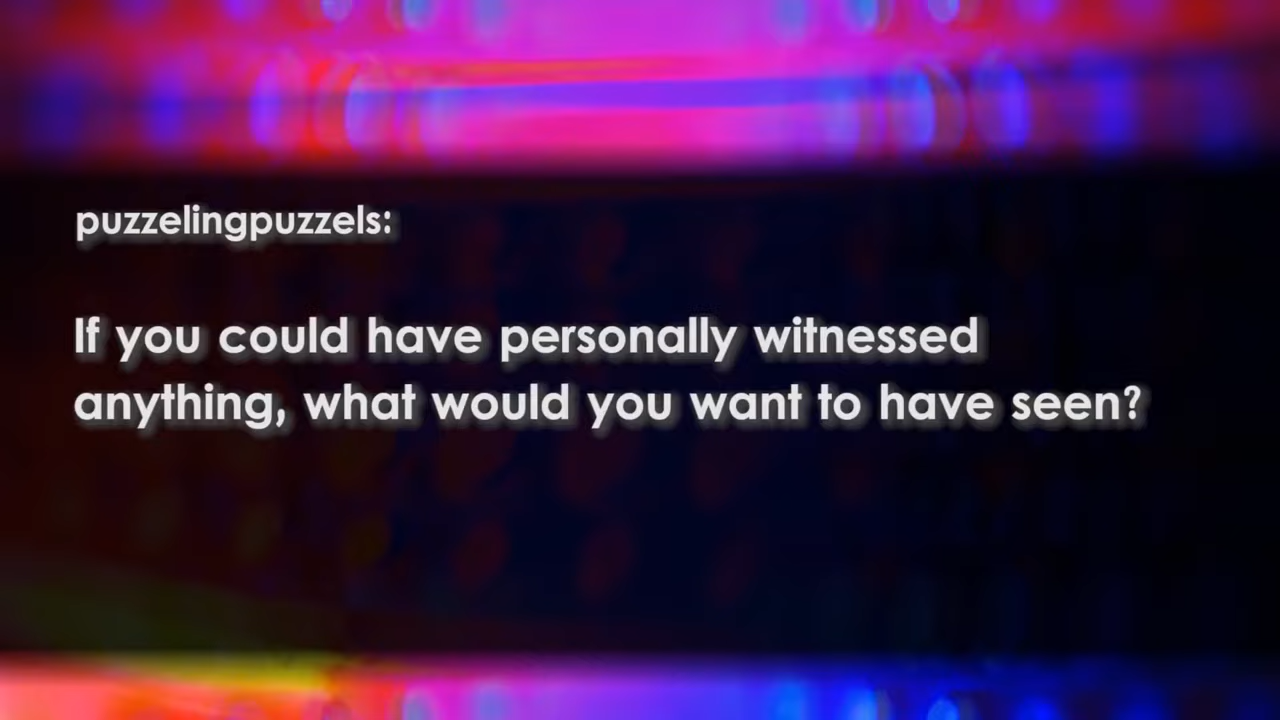 puzzelingpuzzels:
If you could have personally witnessed
anything, what would you want to have seen?